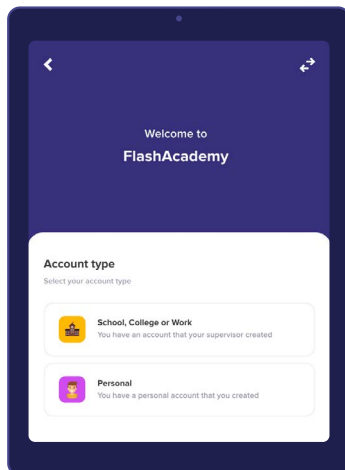 Welcome to
FlashAcademy
Account type
Select your account type
School, College or Work
You have an account that your supervisor created
Personal
You have a personal account that you created